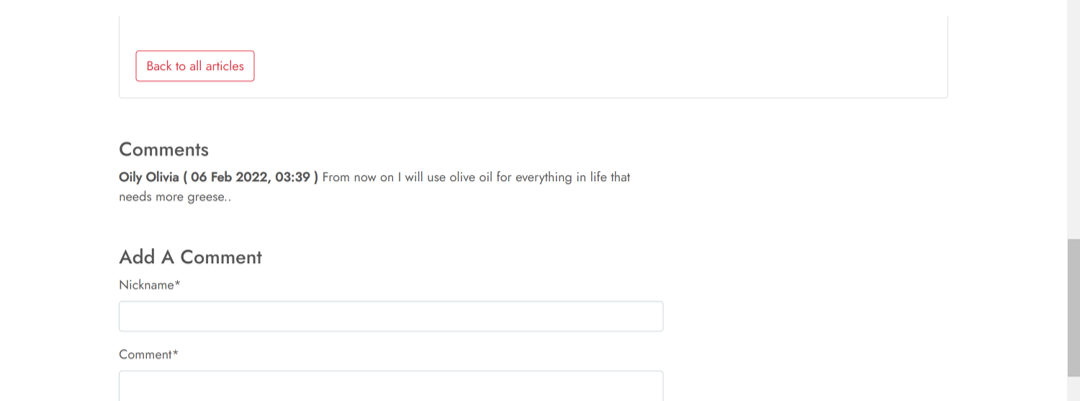 Back to all articles
Comments
Oily Olivia ( 06 Feb 2022, 03:39 ) From now on I will use olive oil for everything in life that
needs more greese..
Add A Comment
Nickname*
Comment*